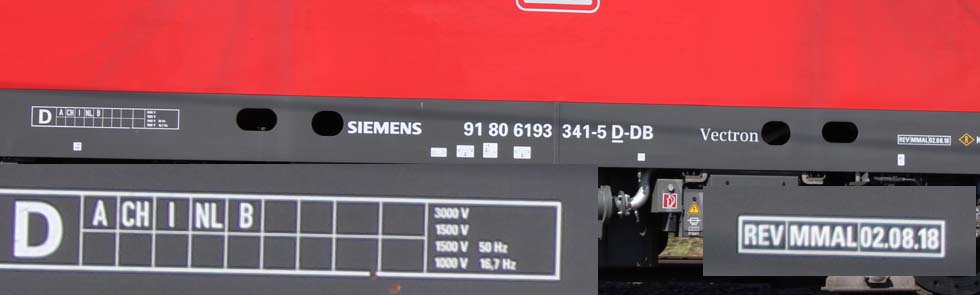 D A CH I NL B
SIEMENS 91 80 6193 341-5 D-DB Vectron REV MMAL 02.08.18
D A CH I NL B
3000 V
1500 V
1500 V 50 Hz
1000 V 16,7 Hz
REV MMAL 02.08.18